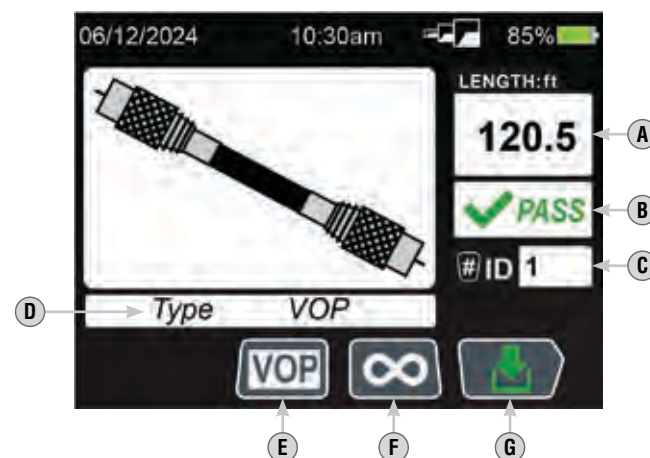 06/12/2024 10:30am 85%
LENGTH:ft
120.5
A
PASS
B
# ID 1
C
D
Type VOP
VOP
E
F
G